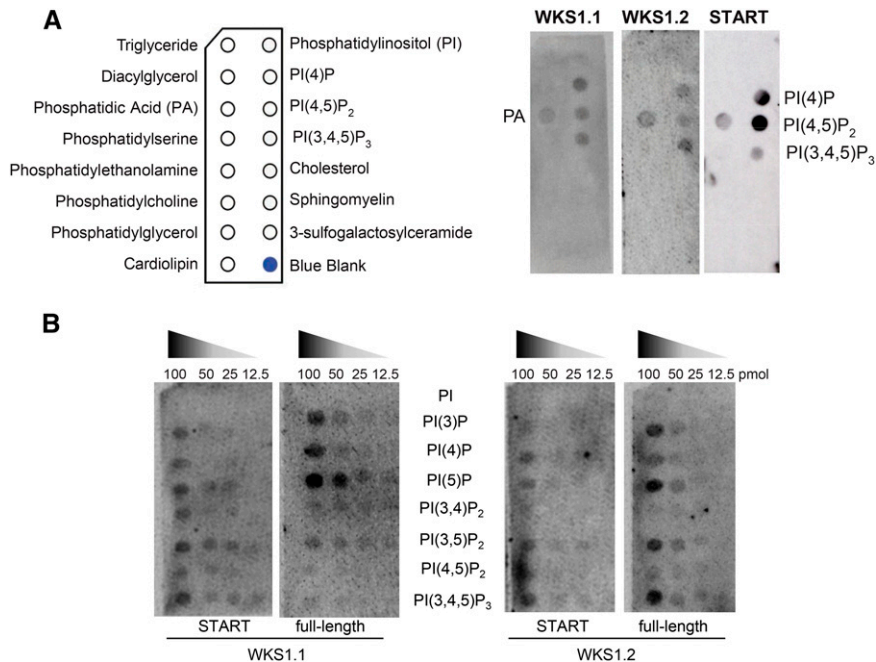 A
Triglyceride Phosphatidylinositol (PI)
Diacylglycerol PI(4)P
Phosphatidic Acid (PA) PI(4,5)P2
Phosphatidylserine PI(3,4,5)P3
Phosphatidylethanolamine Cholesterol
Phosphatidylcholine Sphingomyelin
Phosphatidylglycerol 3-sulfogalactosylceramide
Cardiolipin Blue Blank
WKS1.1 WKS1.2 START
PI(4)P
PA PI(4,5)P2
PI(3,4,5)P3
B
100 50 25 12.5 100 50 25 12.5 100 50 25 12.5 100 50 25 12.5 pmol
PI
PI(3)P
PI(4)P
PI(5)P
PI(3,4)P2
PI(3,5)P2
PI(4,5)P2
PI(3,4,5)P3
START full-length START full-length
WKS1.1 WKS1.2